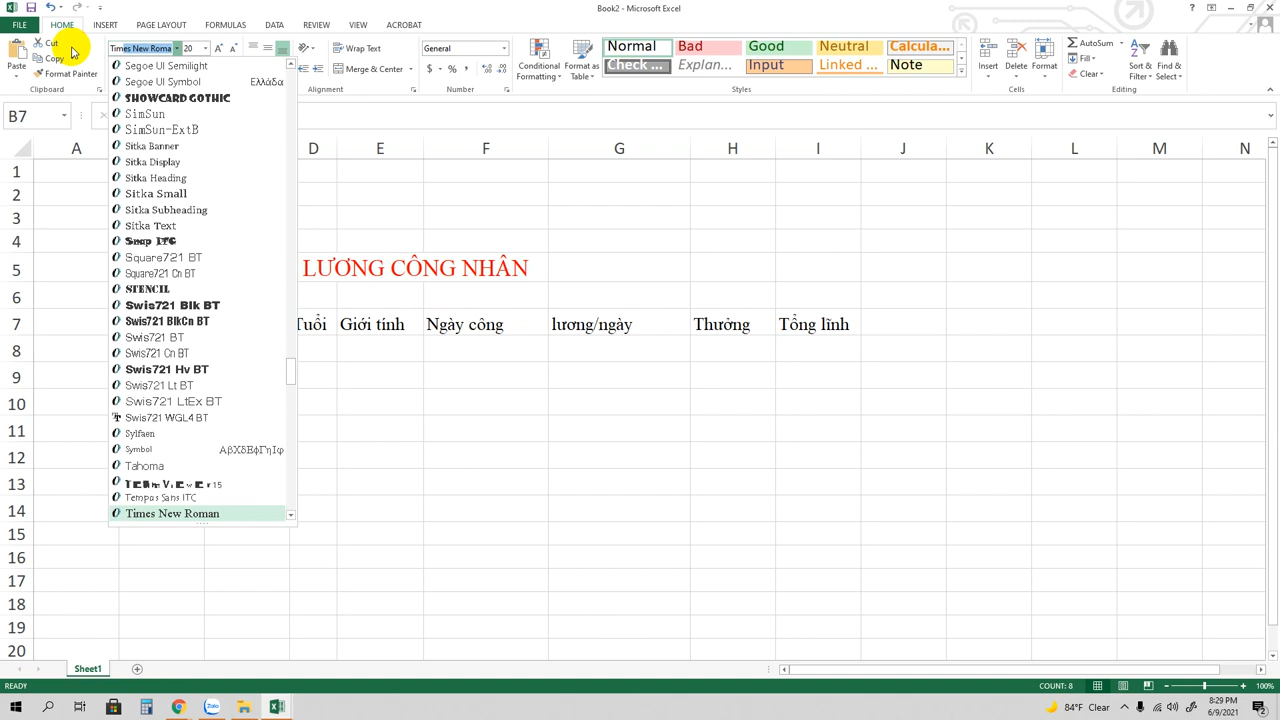 Book2 - Microsoft Excel
FILE HOME INSERT PAGE LAYOUT FORMULAS DATA REVIEW VIEW ACROBAT
Cut
Copy
Format Painter
Paste
Clipboard
Times New Roma 20
Wrap Text
Merge & Center
Alignment
General
$ % ,
Number
Conditional Formatting
Format as Table
Normal Bad Good Neutral Calcula...
Check ... Explan... Input Linked ... Note
Styles
Insert Delete Format
Cells
AutoSum
Fill
Clear
Sort & Filter
Find & Select
Editing
B7
Segoe UI Semilight
Segoe UI Symbol Ελλάδα
SHOWCARD GOTHIC
SimSun
SimSun-ExtB
Sitka Banner
Sitka Display
Sitka Heading
Sitka Small
Sitka Subheading
Sitka Text
Snap ITC
Square721 BT
Square721 Cn BT
STENCIL
Swis721 Blk BT
Swis721 BlkCn BT
Swis721 BT
Swis721 Cn BT
Swis721 Hv BT
Swis721 Lt BT
Swis721 LtEx BT
Swis721 WGL4 BT
Sylfaen
Symbol
Tahoma
15
Tempus Sans ITC
Times New Roman
A D E F G H I J K L M N
1
2
3
4
5 LƯƠNG CÔNG NHÂN
6
7 Tuổi Giới tính Ngày công lương/ngày Thưởng Tổng lĩnh
8
9
10
11
12
13
14
15
16
17
18
19
20
Sheet1
READY COUNT: 8 100%
Zalo
84°F Clear
8:29 PM
6/9/2021
2